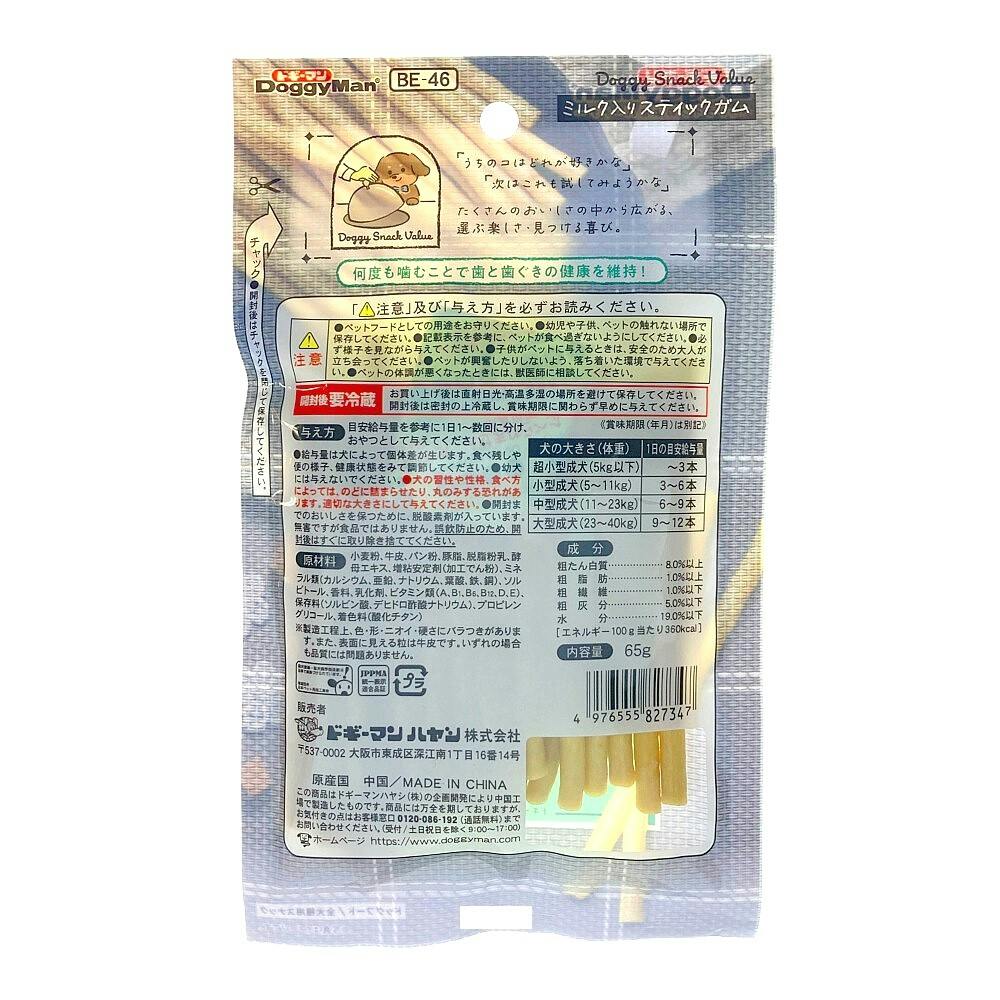 ドギーマン
DoggyMan® BE-46
Doggy Snack Value
ミルク入りスティックガム
「うちのコはどれが好きかな」
「次はこれも試してみようかな」
たくさんのおいしさの中から広がる、
選ぶ楽しさ・見つける喜び。
Doggy Snack Value
チャック●開封後はチャックを閉じて保存してください。
何度も噛むことで歯と歯ぐきの健康を維持!
「⚠注意」及び「与え方」を必ずお読みください。
注意
●ペットフードとしての用途をお守りください。●幼児や子供、ペットの触れない場所で
保存してください。●記載表示を参考に、ペットが食べ過ぎないようにしてください。●必
ず様子を見ながら与えてください。●子供がペットに与えるときは、安全のため大人が
立ち会ってください。●ペットが興奮したりしないよう、落ち着いた環境で与えてくださ
い。●ペットの体調が悪くなったときには、獣医師に相談してください。
開封後要冷蔵
お買い上げ後は直射日光・高温多湿の場所を避けて保存してください。
開封後は密封の上冷蔵し、賞味期限に関わらず早めに与えてください。
与え方 目安給与量を参考に1日1〜数回に分け、
おやつとして与えてください。
●給与量は犬によって個体差が生じます。食べ残しや
便の様子、健康状態をみて調節してください。●幼犬
には与えないでください。●犬の習性や性格、食べ方
によっては、のどに詰まらせたり、丸のみする恐れがあ
ります。適切な大きさにして与えてください。●開封ま
でのおいしさを保つために、脱酸素剤が入っています。
無害ですが食品ではありません。誤飲防止のため、開
封後はすぐに取り除き捨ててください。
《賞味期限(年月)は別記》
犬の大きさ(体重) 1日の目安給与量
超小型成犬(5kg以下) 〜3本
小型成犬(5〜11kg) 3〜6本
中型成犬(11〜23kg) 6〜9本
大型成犬(23〜40kg) 9〜12本
原材料 小麦粉、牛皮、パン粉、豚脂、脱脂粉乳、酵
母エキス、増粘安定剤(加工でん粉)、ミネ
ラル類(カルシウム、亜鉛、ナトリウム、葉酸、鉄、銅)、ソル
ビトール、香料、乳化剤、ビタミン類(A、B1、B6、B12、D、E)、
保存料(ソルビン酸、デヒドロ酢酸ナトリウム)、プロピレン
グリコール、着色料(酸化チタン)
※製造工程上、色・形・ニオイ・硬さにバラつきがありま
す。また、表面に見える粒は牛皮です。いずれの場合
も品質には問題ありません。
成分
粗たん白質 8.0%以上
粗脂肪 1.0%以上
粗繊維 1.0%以下
粗灰分 5.0%以下
水分 19.0%以下
[エネルギー100g当たり360kcal]
内容量 65g
JPPMA
統一表示
適合品証
プラ
4 976555 827347
販売者
ドギーマンハヤシ株式会社
〒537-0002 大阪市東成区深江南1丁目16番14号
原産国 中国/MADE IN CHINA
この商品はドギーマンハヤシ(株)の企画開発により中国工
場で製造したものです。商品には万全を期しておりますが、
お気付きの点はお客様窓口0120-086-192(通話無料)まで
お問い合わせください。(受付/土日祝日を除く9:00〜17:00)
ホームページ https://www.doggyman.com